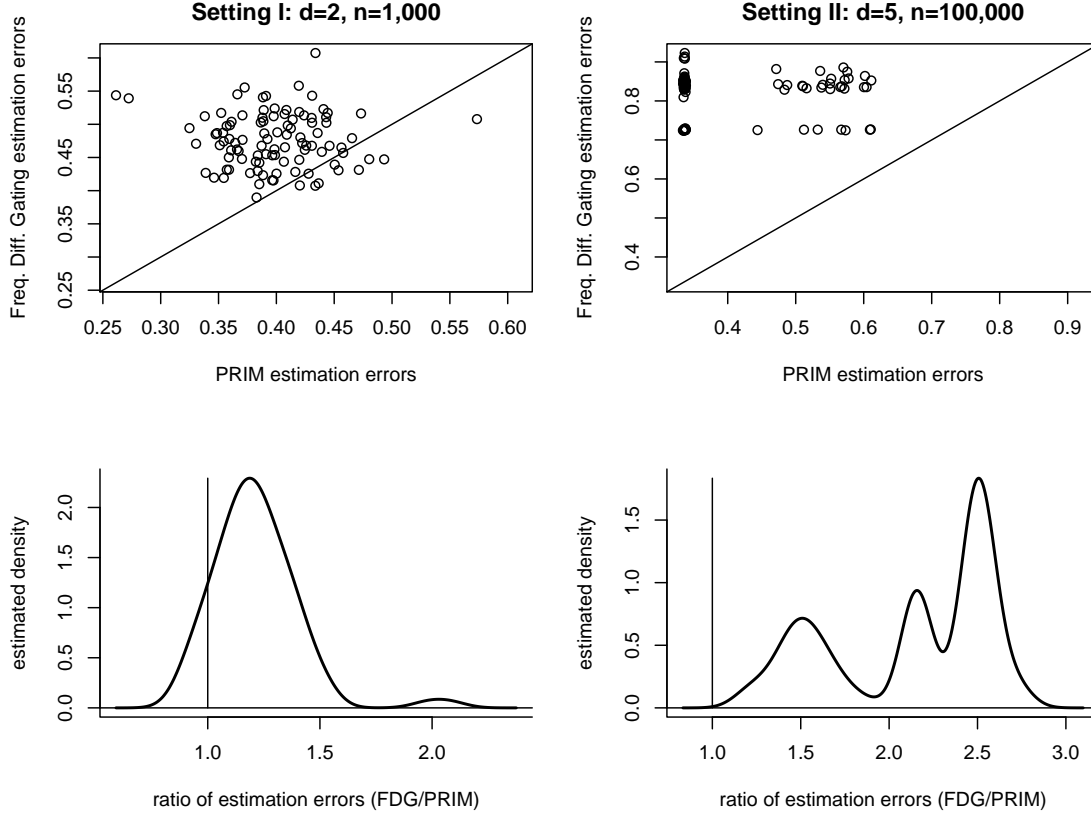 Setting I: d=2, n=1,000
Freq. Diff. Gating estimation errors
0.25 0.35 0.45 0.55
0.25 0.30 0.35 0.40 0.45 0.50 0.55 0.60
PRIM estimation errors
Setting II: d=5, n=100,000
Freq. Diff. Gating estimation errors
0.4 0.6 0.8
0.4 0.5 0.6 0.7 0.8 0.9
PRIM estimation errors
estimated density
0.0 0.5 1.0 1.5 2.0
1.0 1.5 2.0
ratio of estimation errors (FDG/PRIM)
estimated density
0.0 0.5 1.0 1.5
1.0 1.5 2.0 2.5 3.0
ratio of estimation errors (FDG/PRIM)